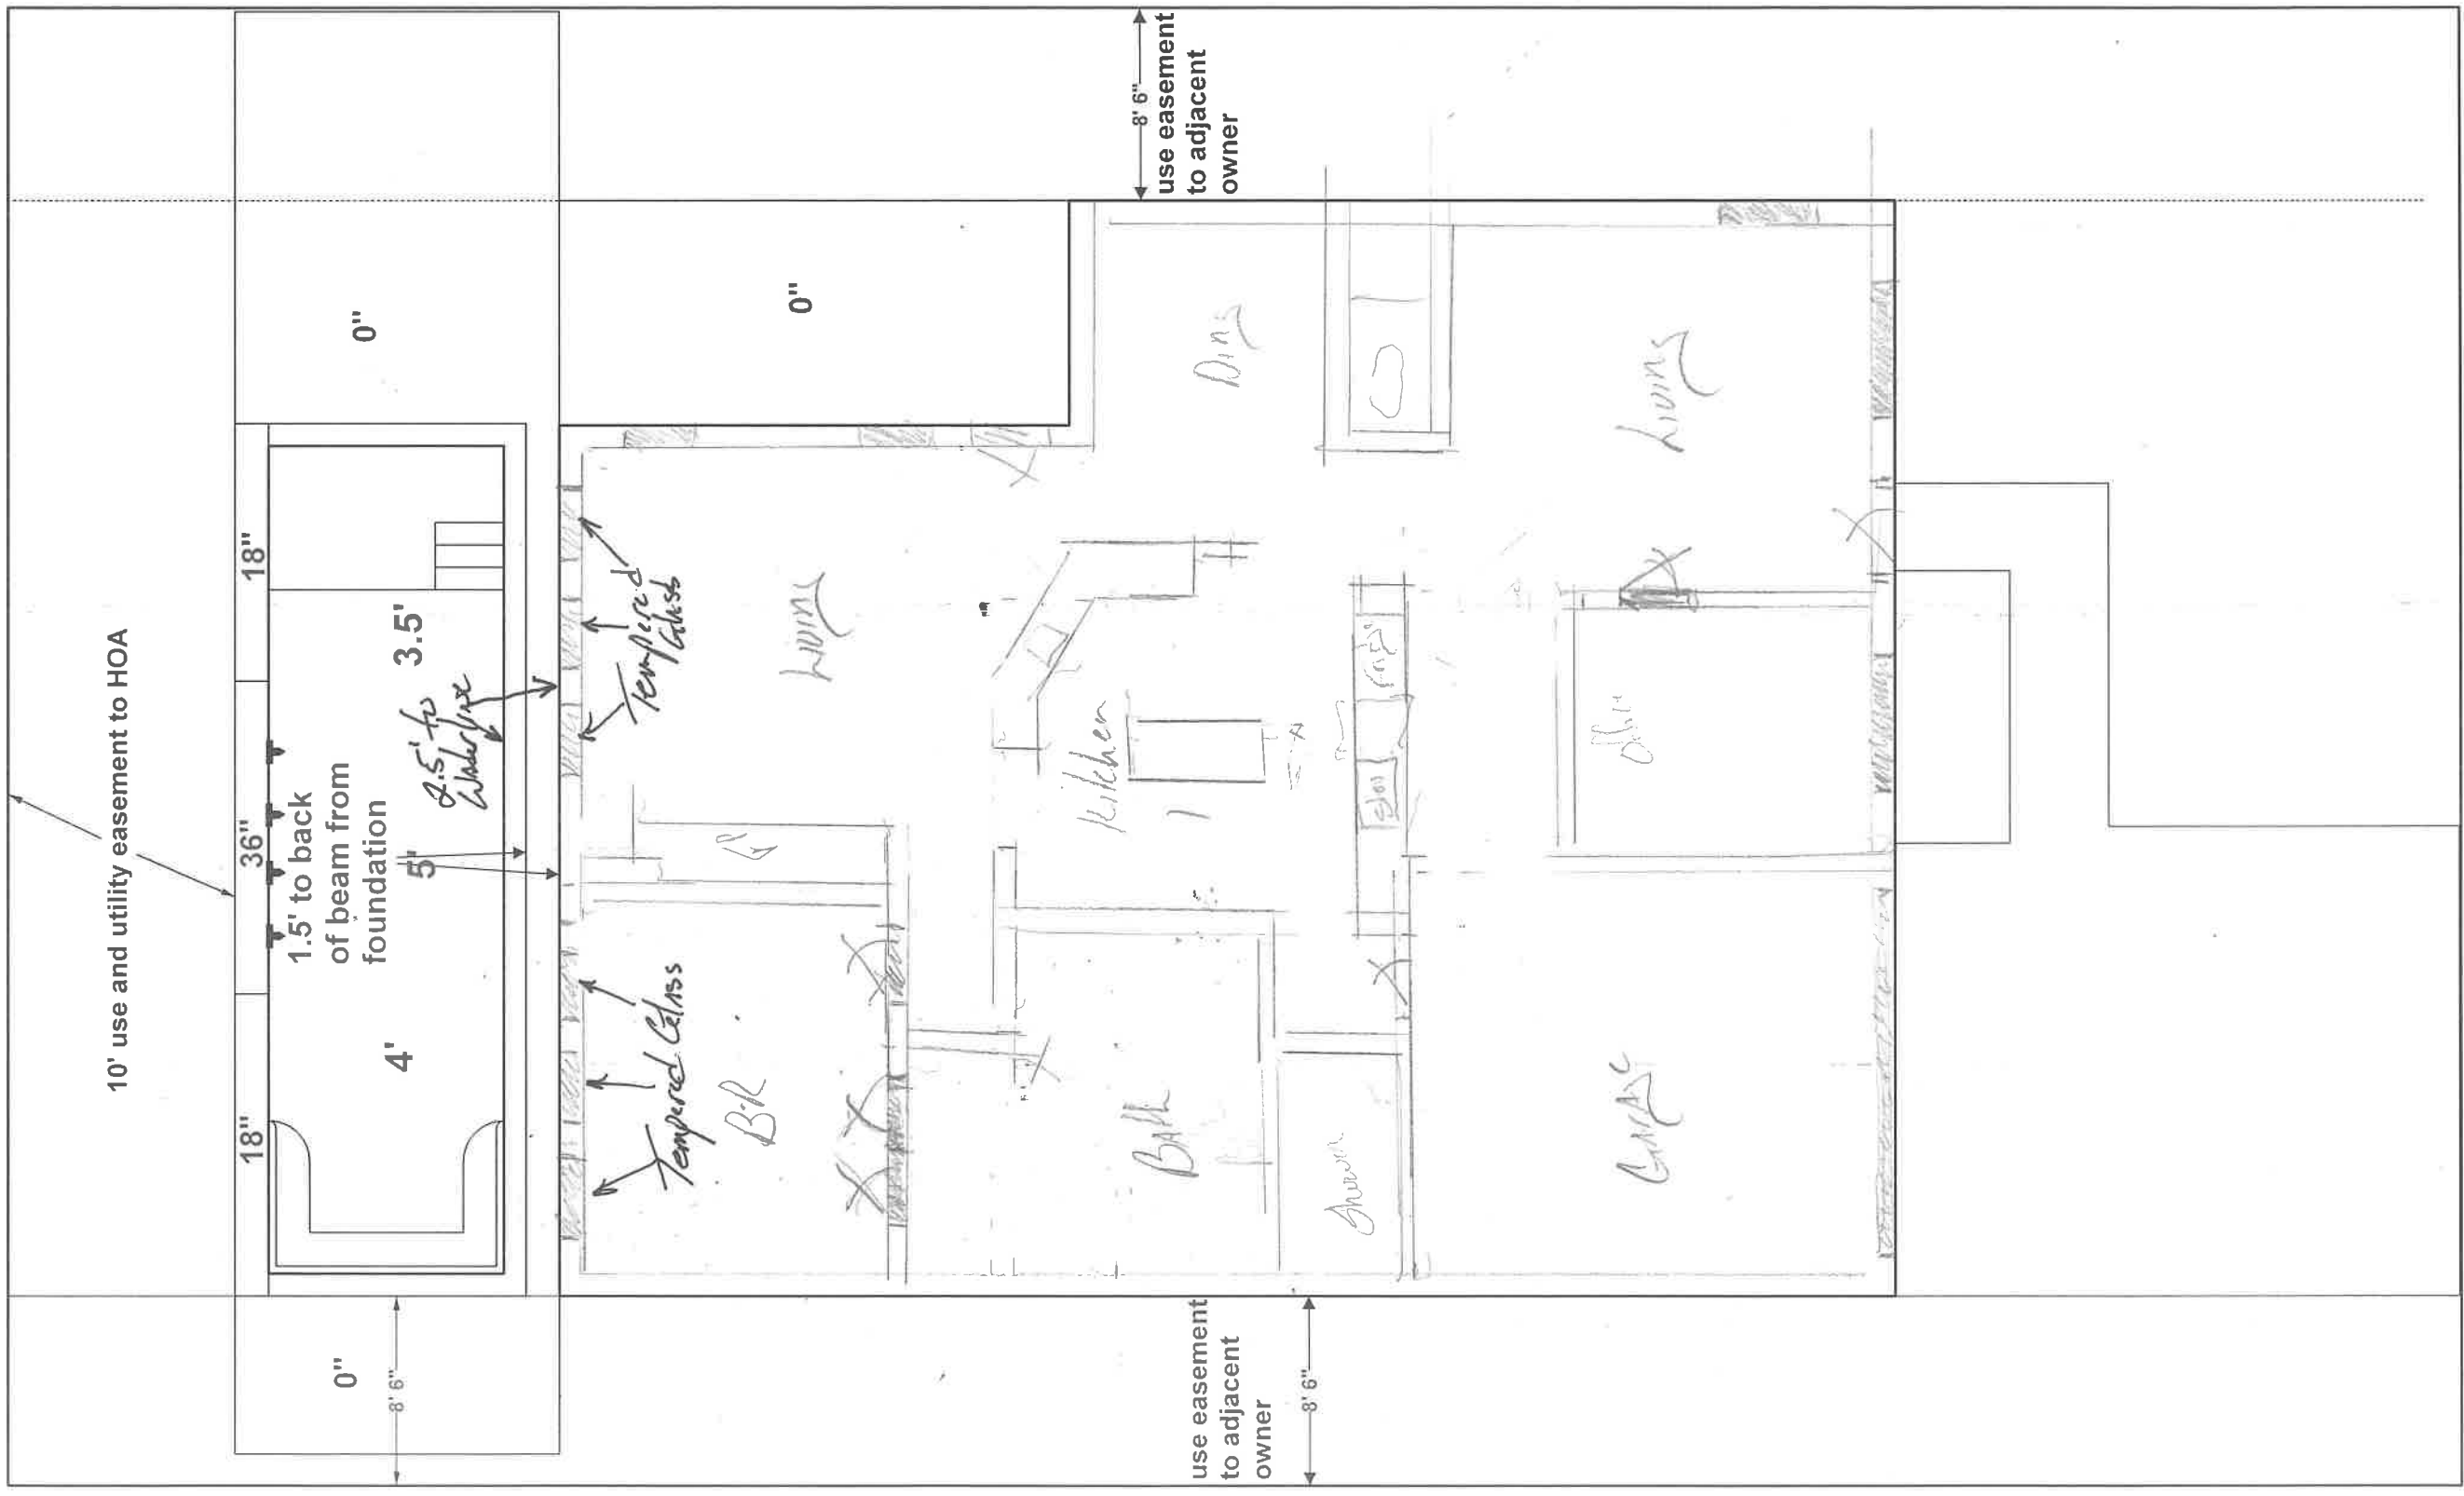 10' use and utility easement to HOA
18"
36"
18"
0"
0"
0"
8' 6"
4'
3.5'
5'
1.5' to back
of beam from
foundation
2.5' to
Waterline
Tempered
Glass
Tempered Glass
8' 6"
use easement
to adjacent
owner
use easement
to adjacent
owner
8' 6"
Living
BR
Kitchen
Bath
Shower
Din
Living
Office